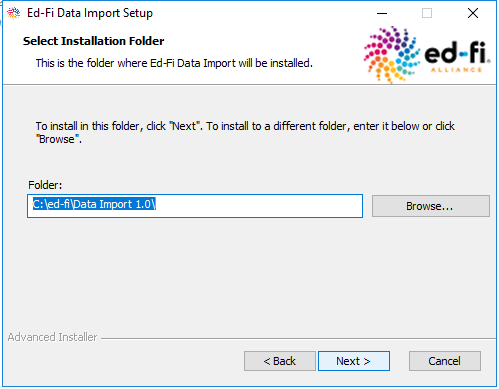 Ed-Fi Data Import Setup
Select Installation Folder
This is the folder where Ed-Fi Data Import will be installed.
ed-fi
ALLIANCE
To install in this folder, click "Next". To install to a different folder, enter it below or click
"Browse".
Folder:
C:\ed-fi\Data Import 1.0\
Browse...
Advanced Installer
< Back
Next >
Cancel